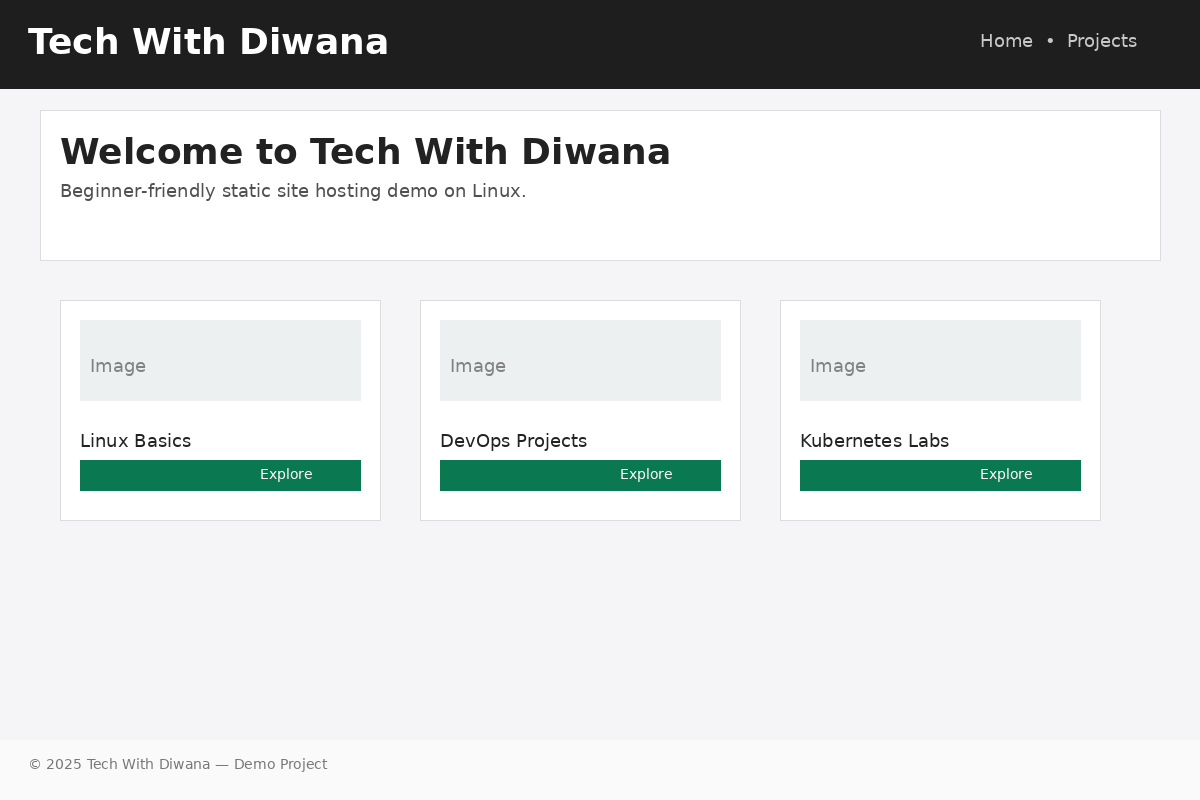 Tech With Diwana
Home • Projects
Welcome to Tech With Diwana
Beginner-friendly static site hosting demo on Linux.
Image
Linux Basics
Explore
Image
DevOps Projects
Explore
Image
Kubernetes Labs
Explore
© 2025 Tech With Diwana — Demo Project